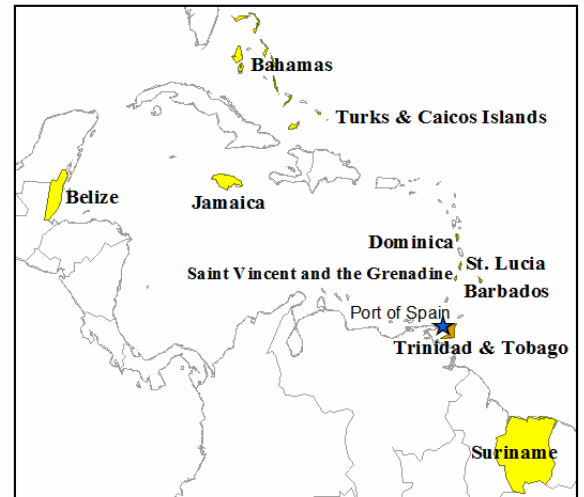 Bahamas
Turks & Caicos Islands
Belize
Jamaica
Dominica
St. Lucia
Saint Vincent and the Grenadine
Barbados
Port of Spain
Trinidad & Tobago
Suriname